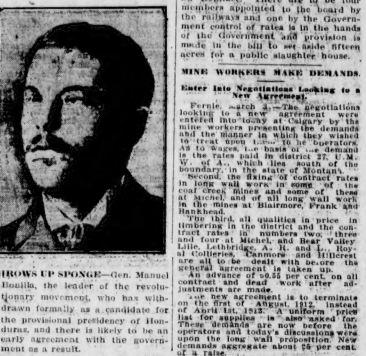 members appointed to the board by
the railways and one by the Govern-
ment control of rates is in the hands
of the Government and provision is
made in the bill to set aside fifteen
acres for a public slaughter house.
MINE WORKERS MAKE DEMANDS.
Enter Into Negotiations Looking to a
New Agreement.
Fernie, The negotiations
looking to a new agreement were
entered into today at Calgary by the
mine workers presenting the demands
and the manner in which they wished
to treat upon to he operators.
As to wages, the basis of demand
is the rates paid in district 27, U. M.
W. of A., which lies south of the
boundary, in the state of Montana.
Second, the fixing of contract rates
in long wall work in some of the
coal creek mines and some of these
at Michel, and of all long wall work
in the mines at Blairmore, Frank and
Bankhead.
The third, all qualities in price in
timbering in the district and the con-
tract rates in numbers two, three
and four at Michel, and Bear Valley
Lille, Lethbridge, A. R. and I., Roy-
al Collieries, Canmore and Hillcrest
are all to be dealt with before the
general agreement is taken up.
An advance of per cent. on all
contract and dead work after ad-
justments are made.
new agreement is to terminate
on the first of August, 1912, instead
of April 1st, A uniform price
list for supplies is also asked for.
These demands are now before the
operators and today's discussions were
upon the long wall proposition. New
demands aggregate about per cent
of a raise.
THROWS UP SPONGE—Gen. Manuel
Bonilla, the leader of the revolu-
tionary movement, who has with-
drawn formally as a candidate for
the provisional presidency of Hon-
duras, and there is likely to be an
early agreement with the govern-
ment as a result.